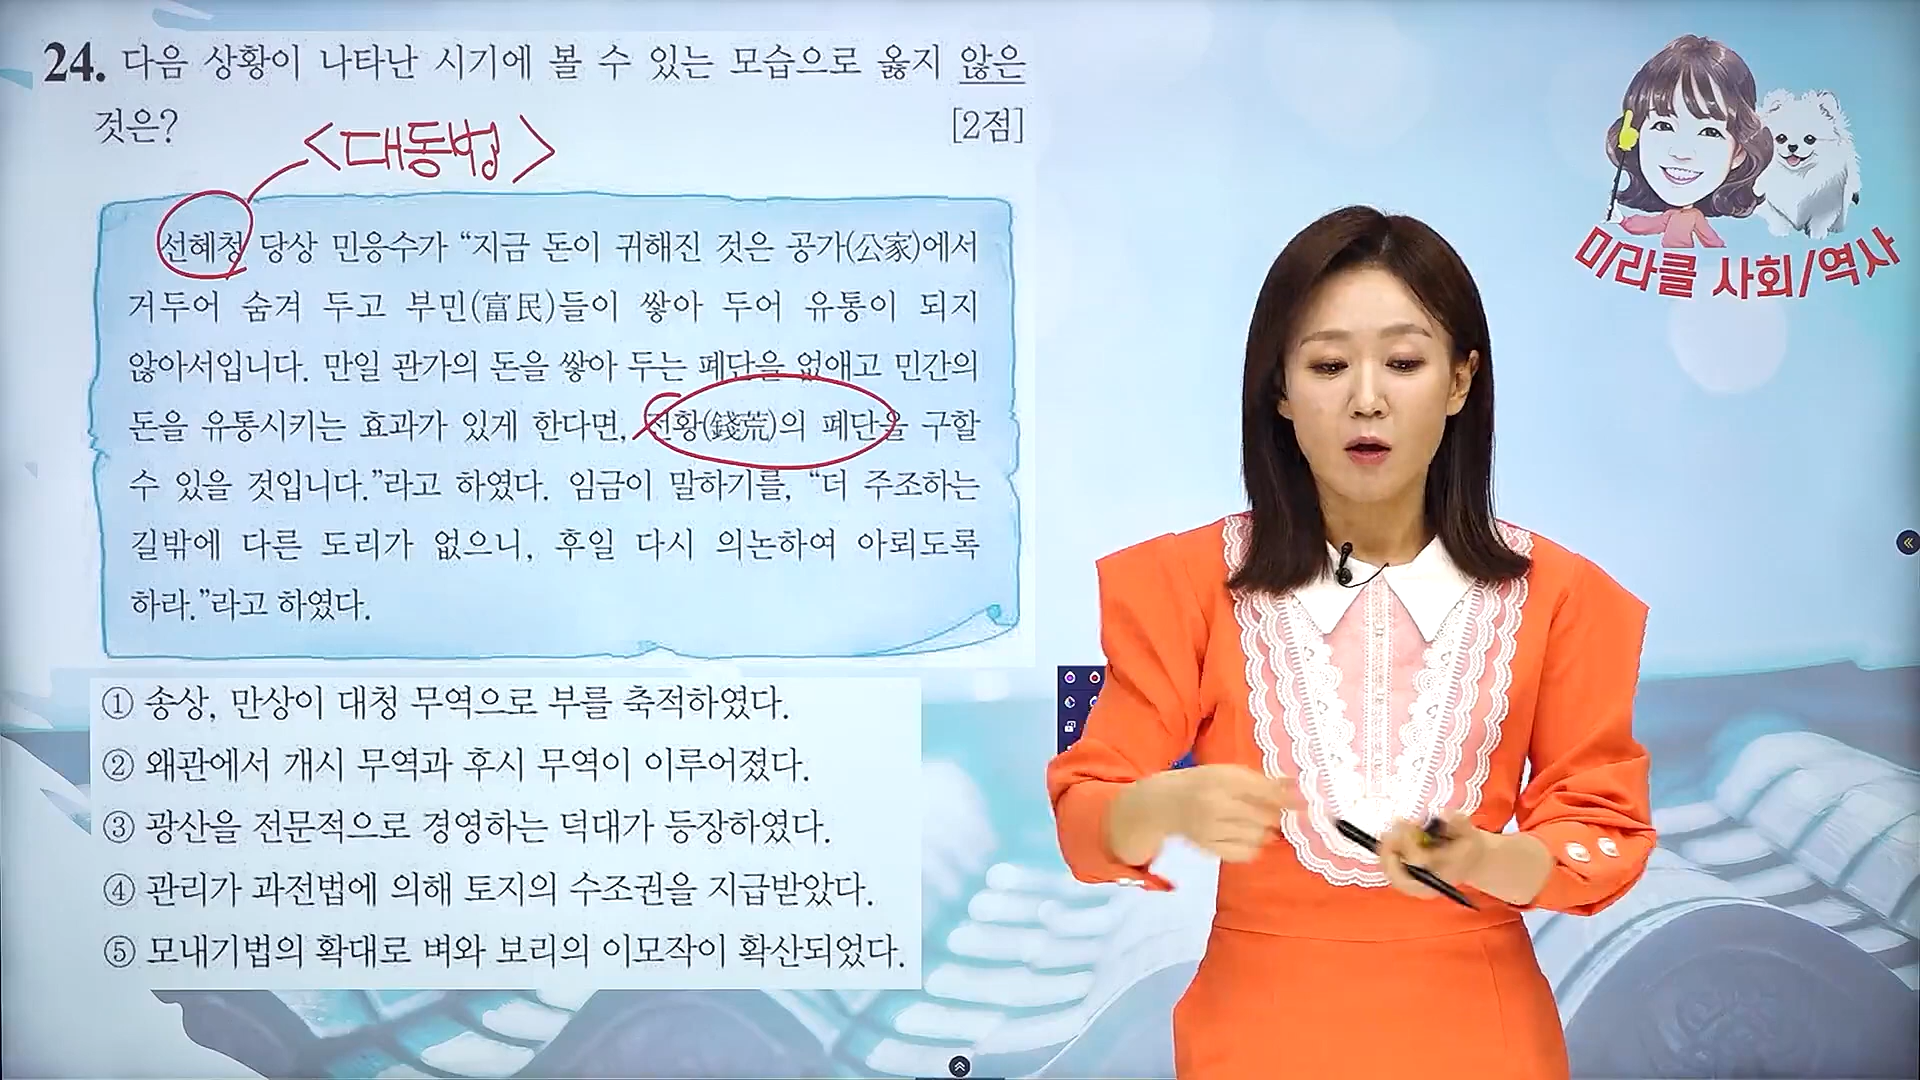 24. 다음 상황이 나타난 시기에 볼 수 있는 모습으로 옳지 않은
것은? [2점]
<대동법>
선혜청 당상 민응수가 “지금 돈이 귀해진 것은 공가(公家)에서
거두어 숨겨 두고 부민(富民)들이 쌓아 두어 유통이 되지
않아서입니다. 만일 관가의 돈을 쌓아 두는 폐단을 없애고 민간의
돈을 유통시키는 효과가 있게 한다면, 전황(錢荒)의 폐단을 구할
수 있을 것입니다.”라고 하였다. 임금이 말하기를, “더 주조하는
길밖에 다른 도리가 없으니, 후일 다시 의논하여 아뢰도록
하라.”라고 하였다.
① 송상, 만상이 대청 무역으로 부를 축적하였다.
② 왜관에서 개시 무역과 후시 무역이 이루어졌다.
③ 광산을 전문적으로 경영하는 덕대가 등장하였다.
④ 관리가 과전법에 의해 토지의 수조권을 지급받았다.
⑤ 모내기법의 확대로 벼와 보리의 이모작이 확산되었다.
미라클 사회/역사